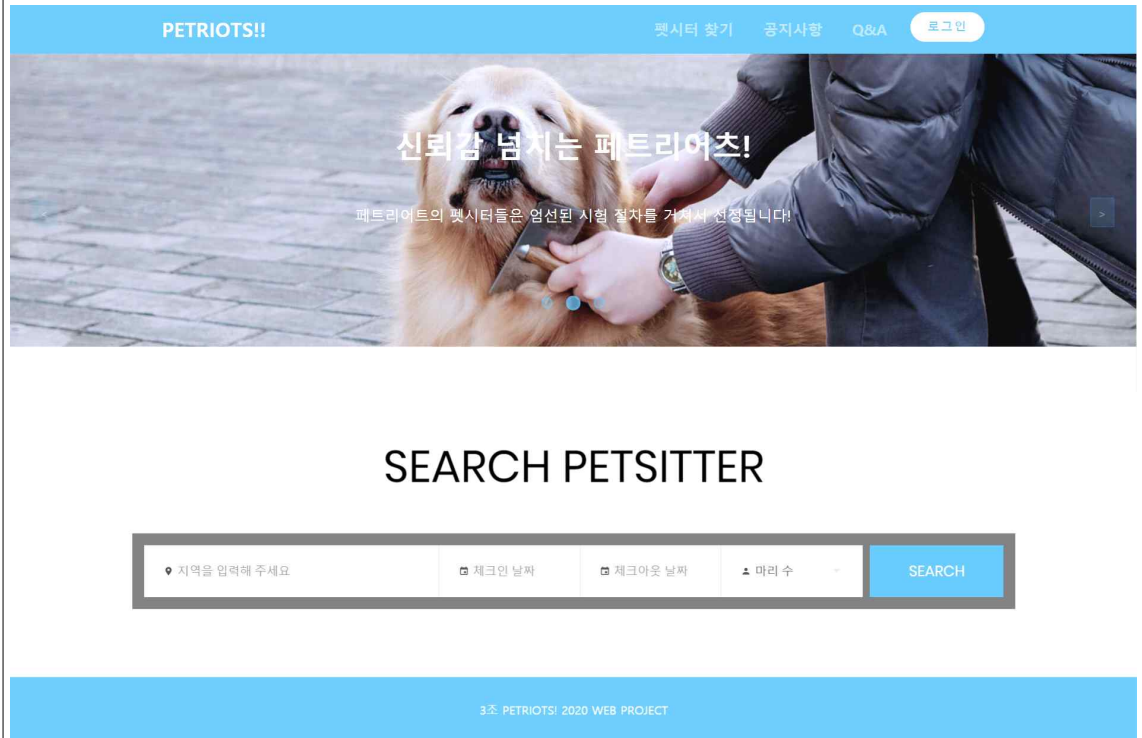 PETRIOTS!!
펫시터 찾기
공지사항
Q&A
로그인
신뢰감 넘치는 페트리어츠!
페트리어트의 펫시터들은 엄선된 시험 절차를 거쳐서 선정됩니다!
>
SEARCH PETSITTER
지역을 입력해 주세요
체크인 날짜
체크아웃 날짜
마리 수
SEARCH
3조 PETRIOTS! 2020 WEB PROJECT